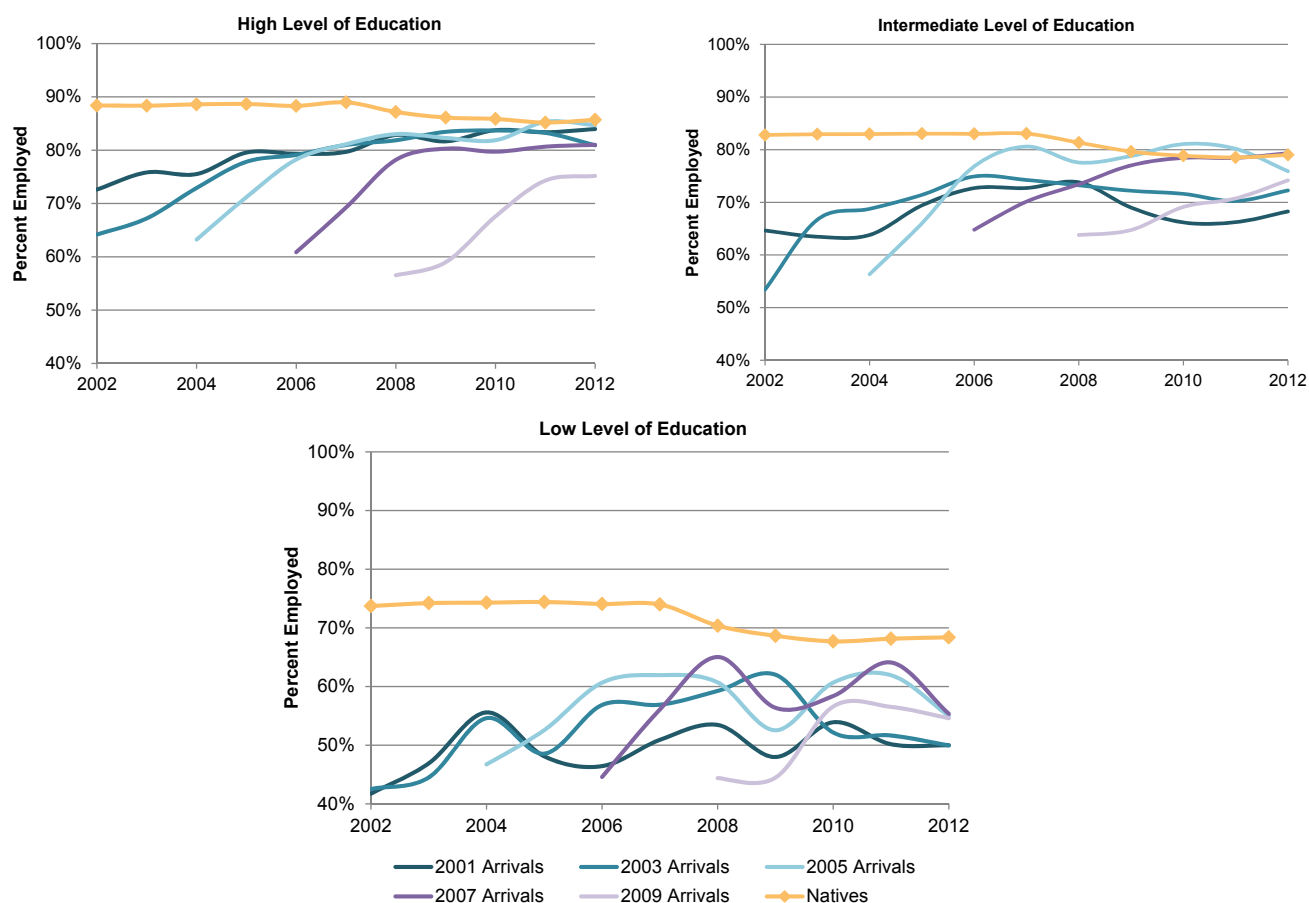 High Level of Education
Percent Employed
100%
90%
80%
70%
60%
50%
40%
2002 2004 2006 2008 2010 2012
Intermediate Level of Education
Percent Employed
100%
90%
80%
70%
60%
50%
40%
2002 2004 2006 2008 2010 2012
Low Level of Education
Percent Employed
100%
90%
80%
70%
60%
50%
40%
2002 2004 2006 2008 2010 2012
2001 Arrivals 2003 Arrivals 2005 Arrivals
2007 Arrivals 2009 Arrivals Natives